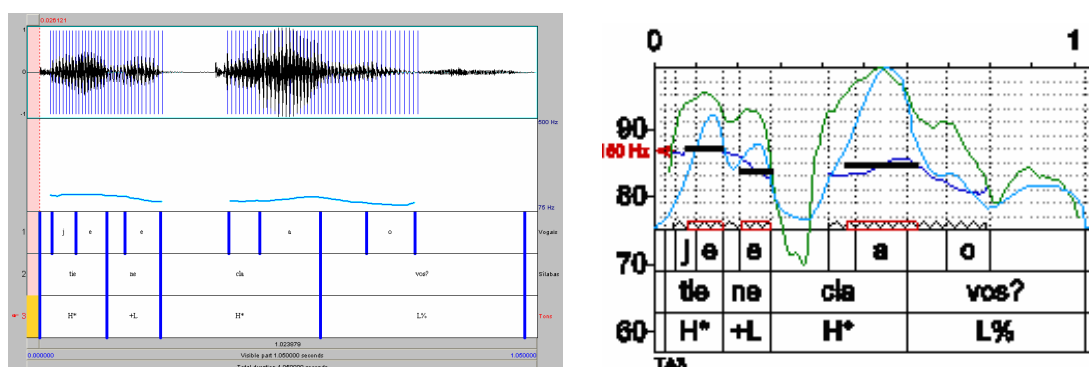 0.026121
1
0
-1
500 Hz
75 Hz
1 j e e a o Vogais
2 tie ne cla vos? Silabas
3 H* +L H* L% Tons
1.023879
0.000000 Visible part 1.050000 seconds 1.050000
Total duration 1.050000 seconds
0 1
90
150 Hz
80
70
60
j e e a o
tie ne cla vos?
H* +L H* L%